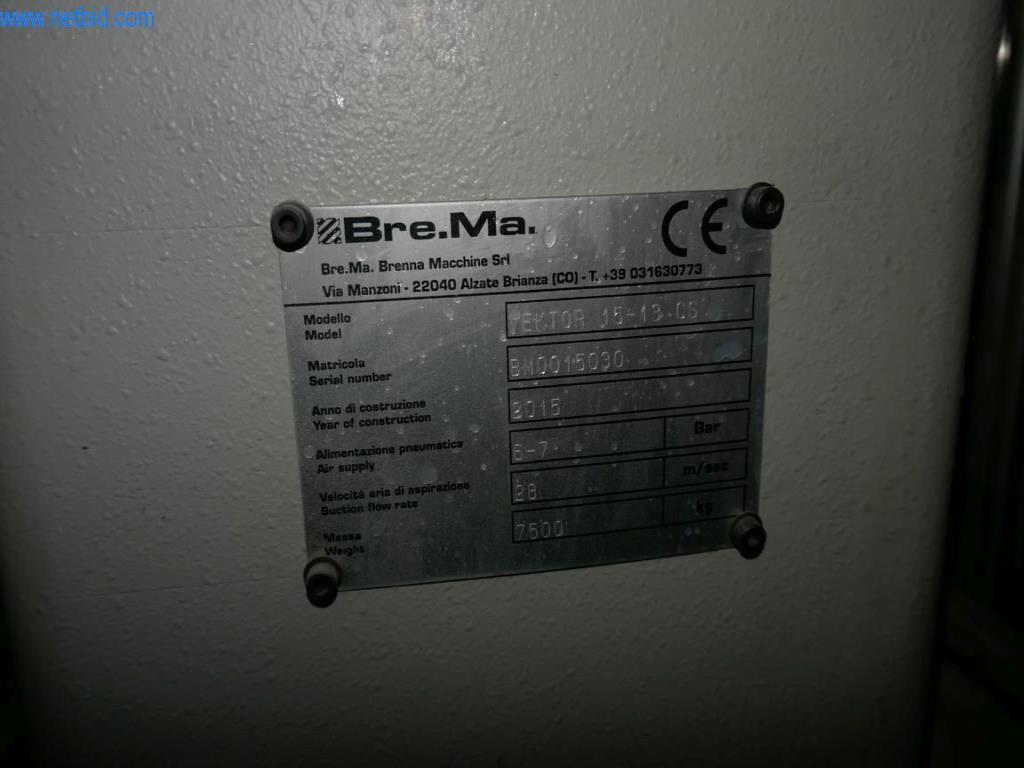 www.netbid.com
Bre.Ma.
CE
Bre.Ma. Brenna Macchine Srl
Via Manzoni - 22040 Alzate Brianza (CO) - T. +39 031630773
Modello
Model
VEKTOR 15-13 CS
Matricola
Serial number
BM0015030
Anno di costruzione
Year of construction
2015
Alimentazione pneumatica
Air supply
6-7
Bar
Velocità aria di aspirazione
Suction flow rate
28
m/sec
Massa
Weight
7500
kg